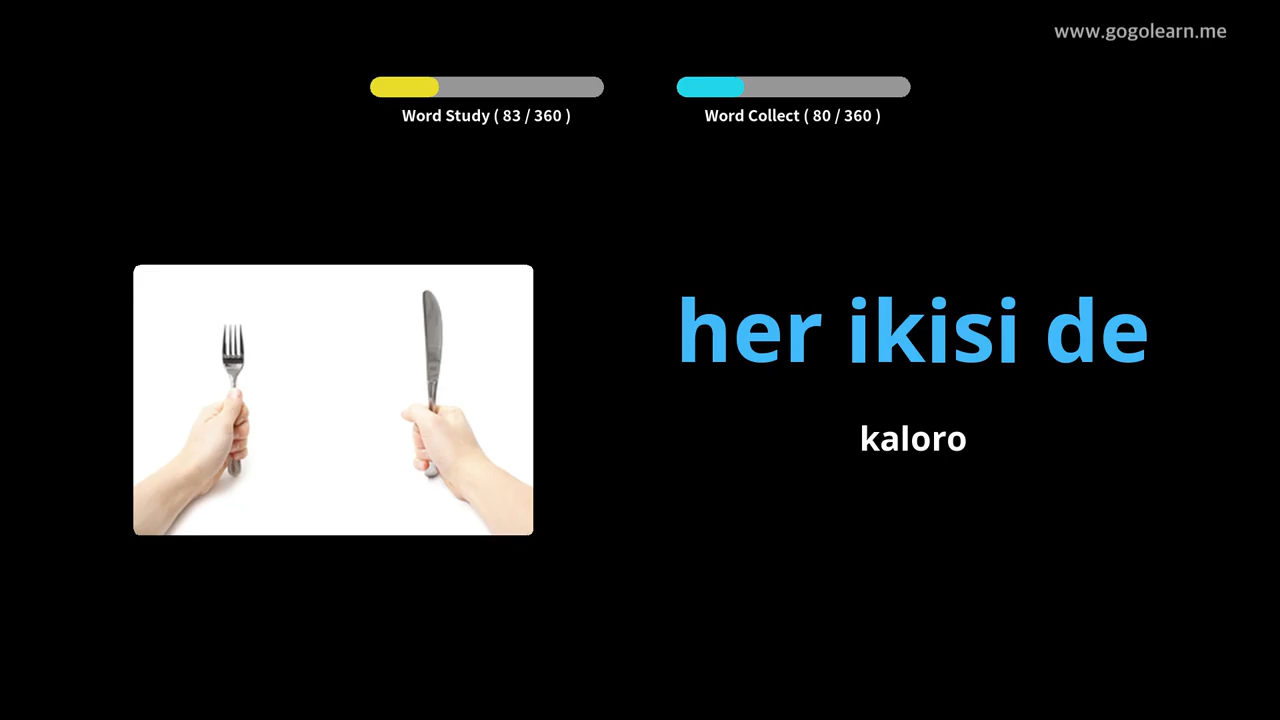 www.gogolearn.me
Word Study ( 83 / 360 )
Word Collect ( 80 / 360 )
her ikisi de
kaloro